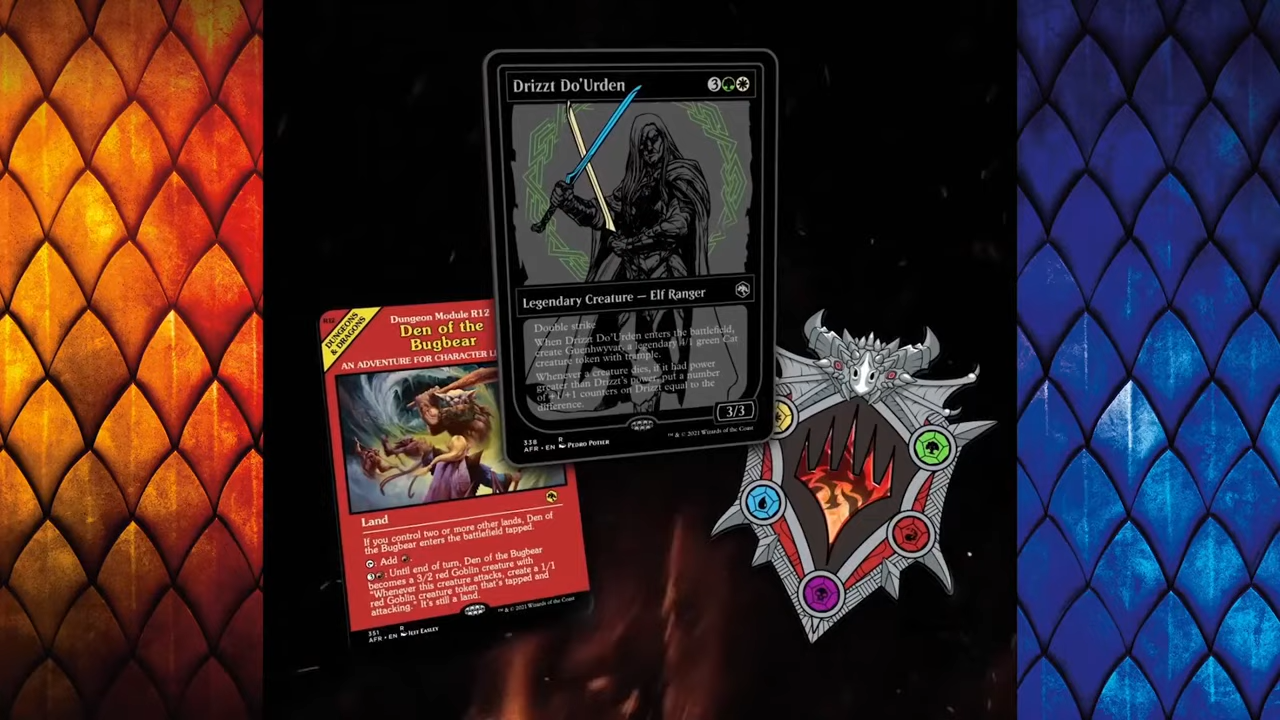 Drizzt Do'Urden
3
Legendary Creature — Elf Ranger
Double strike
When Drizzt Do'Urden enters the battlefield,
create Guenhwyvar, a legendary 4/1 green Cat
creature token with trample.
Whenever a creature dies, if it had power
greater than Drizzt's power, put a number
of +1/+1 counters on Drizzt equal to the
difference.
3/3
338 R
AFR • EN PEDRO POTIER
™ & © 2021 Wizards of the Coast
R12
DUNGEONS
& DRAGONS
Dungeon Module R12
Den of the
Bugbear
AN ADVENTURE FOR CHARACTER L
Land
If you control two or more other lands, Den of
the Bugbear enters the battlefield tapped.
: Add .
3 : Until end of turn, Den of the Bugbear
becomes a 3/2 red Goblin creature with
"Whenever this creature attacks, create a 1/1
red Goblin creature token that's tapped and
attacking." It's still a land.
351 R
AFR • EN JEFF EASLEY
™ & © 2021 Wizards of the Coast